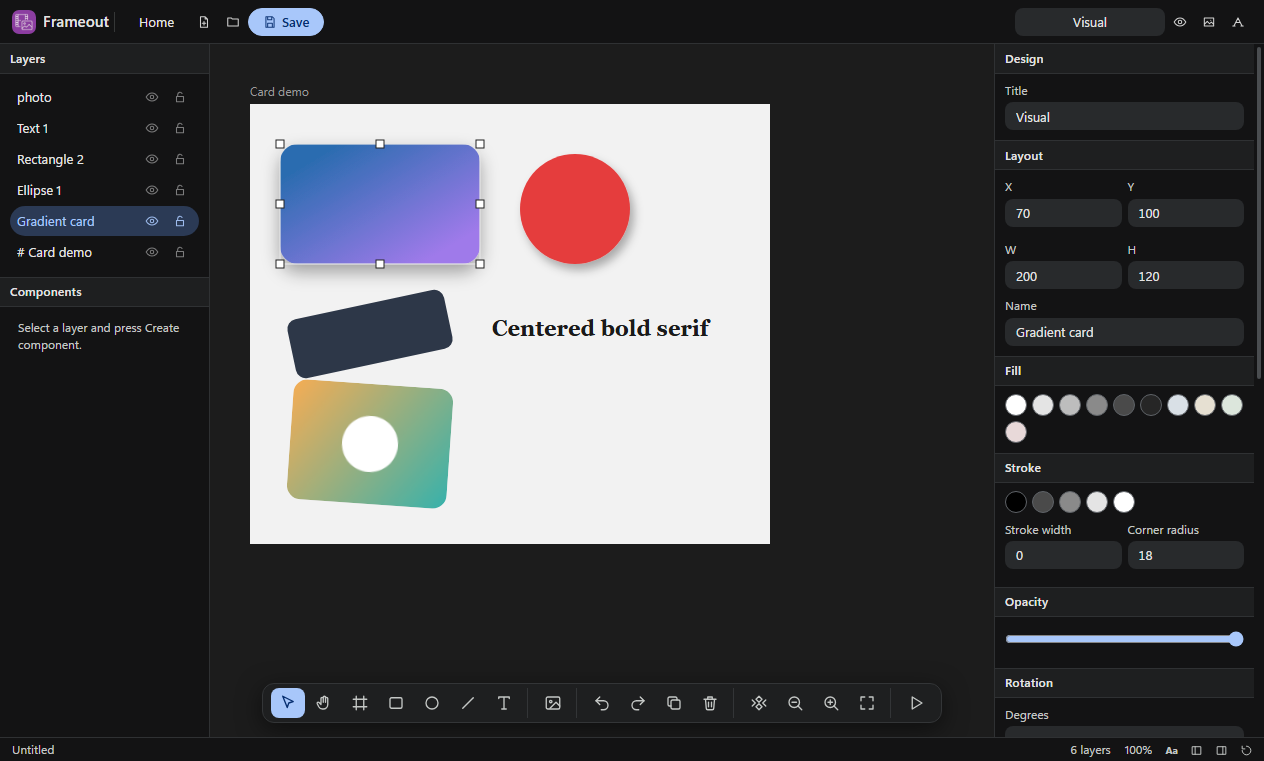 Frameout
Home
Save
Visual
Layers
photo
Text 1
Rectangle 2
Ellipse 1
Gradient card
# Card demo
Components
Select a layer and press Create
component.
Card demo
Centered bold serif
Design
Title
Visual
Layout
X Y
70 100
W H
200 120
Name
Gradient card
Fill
Stroke
Stroke width Corner radius
0 18
Opacity
Rotation
Degrees
Untitled
6 layers 100% Aa